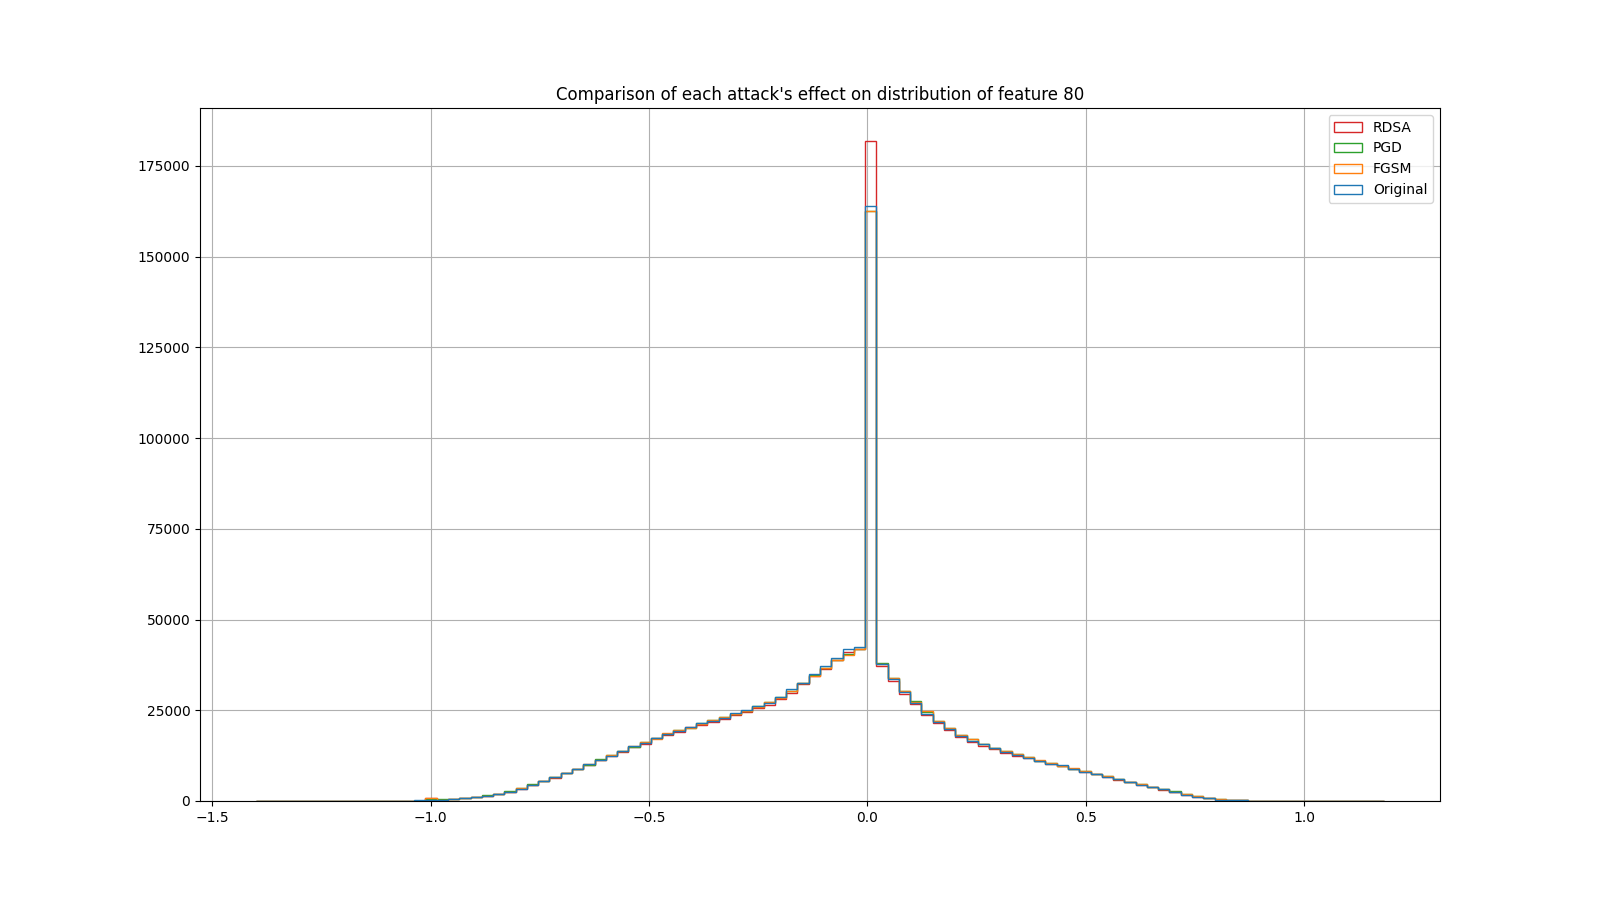 Comparison of each attack's effect on distribution of feature 80
RDSA
PGD
FGSM
Original
175000
150000
125000
100000
75000
50000
25000
0
−1.5 −1.0 −0.5 0.0 0.5 1.0